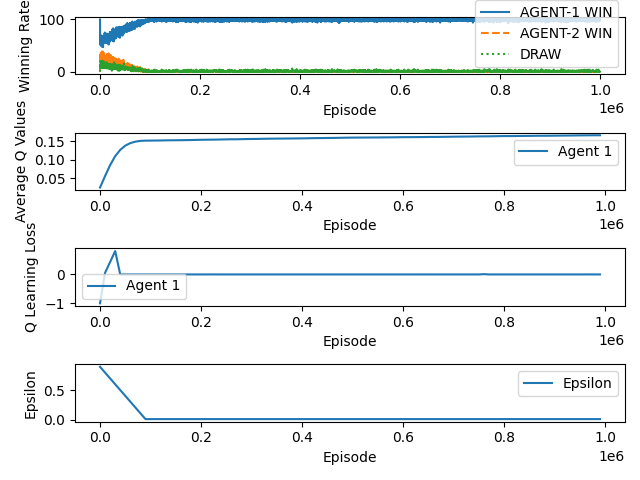 Winning Rate
100
0
AGENT-1 WIN
AGENT-2 WIN
DRAW
0.0 0.2 0.4 0.6 0.8 1.0
Episode
1e6
Average Q Values
0.15
0.10
0.05
Agent 1
0.0 0.2 0.4 0.6 0.8 1.0
Episode
1e6
Q Learning Loss
0
−1
Agent 1
0.0 0.2 0.4 0.6 0.8 1.0
Episode
1e6
Epsilon
0.5
0.0
Epsilon
0.0 0.2 0.4 0.6 0.8 1.0
Episode
1e6